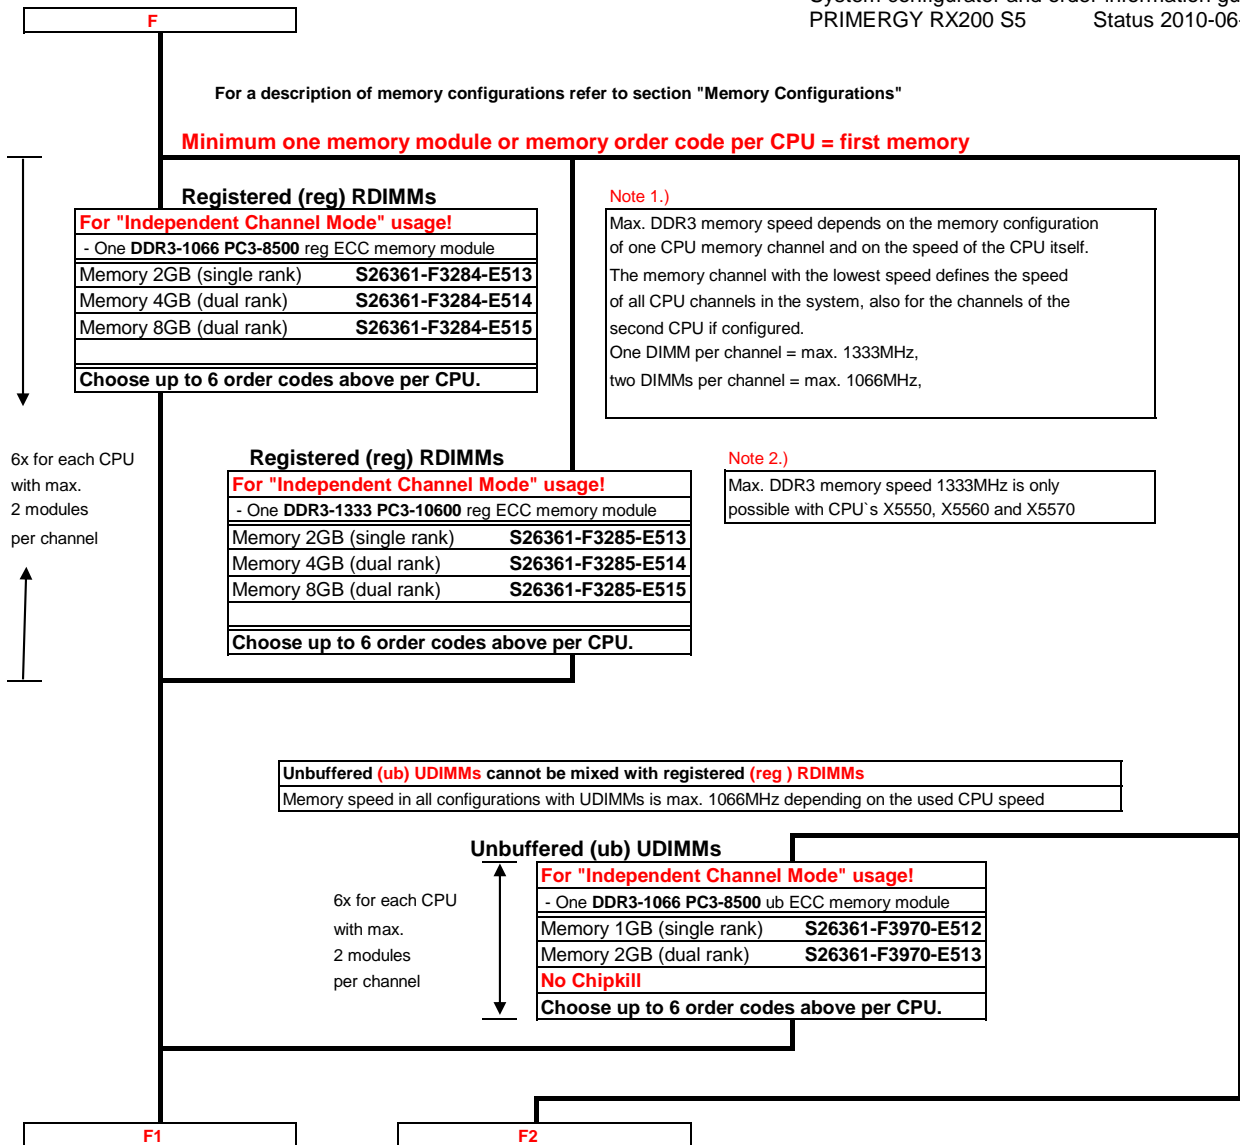 System configurator and order information gu
PRIMERGY RX200 S5 Status 2010-06-
F
For a description of memory configurations refer to section "Memory Configurations"
Minimum one memory module or memory order code per CPU = first memory
Registered (reg) RDIMMs
For "Independent Channel Mode" usage!
- One DDR3-1066 PC3-8500 reg ECC memory module
Memory 2GB (single rank) S26361-F3284-E513
Memory 4GB (dual rank) S26361-F3284-E514
Memory 8GB (dual rank) S26361-F3284-E515
Choose up to 6 order codes above per CPU.
Note 1.)
Max. DDR3 memory speed depends on the memory configuration
of one CPU memory channel and on the speed of the CPU itself.
The memory channel with the lowest speed defines the speed
of all CPU channels in the system, also for the channels of the
second CPU if configured.
One DIMM per channel = max. 1333MHz,
two DIMMs per channel = max. 1066MHz,
6x for each CPU
with max.
2 modules
per channel
Registered (reg) RDIMMs
For "Independent Channel Mode" usage!
- One DDR3-1333 PC3-10600 reg ECC memory module
Memory 2GB (single rank) S26361-F3285-E513
Memory 4GB (dual rank) S26361-F3285-E514
Memory 8GB (dual rank) S26361-F3285-E515
Choose up to 6 order codes above per CPU.
Note 2.)
Max. DDR3 memory speed 1333MHz is only
possible with CPU`s X5550, X5560 and X5570
Unbuffered (ub) UDIMMs cannot be mixed with registered (reg ) RDIMMs
Memory speed in all configurations with UDIMMs is max. 1066MHz depending on the used CPU speed
Unbuffered (ub) UDIMMs
6x for each CPU
with max.
2 modules
per channel
For "Independent Channel Mode" usage!
- One DDR3-1066 PC3-8500 ub ECC memory module
Memory 1GB (single rank) S26361-F3970-E512
Memory 2GB (dual rank) S26361-F3970-E513
No Chipkill
Choose up to 6 order codes above per CPU.
F1
F2